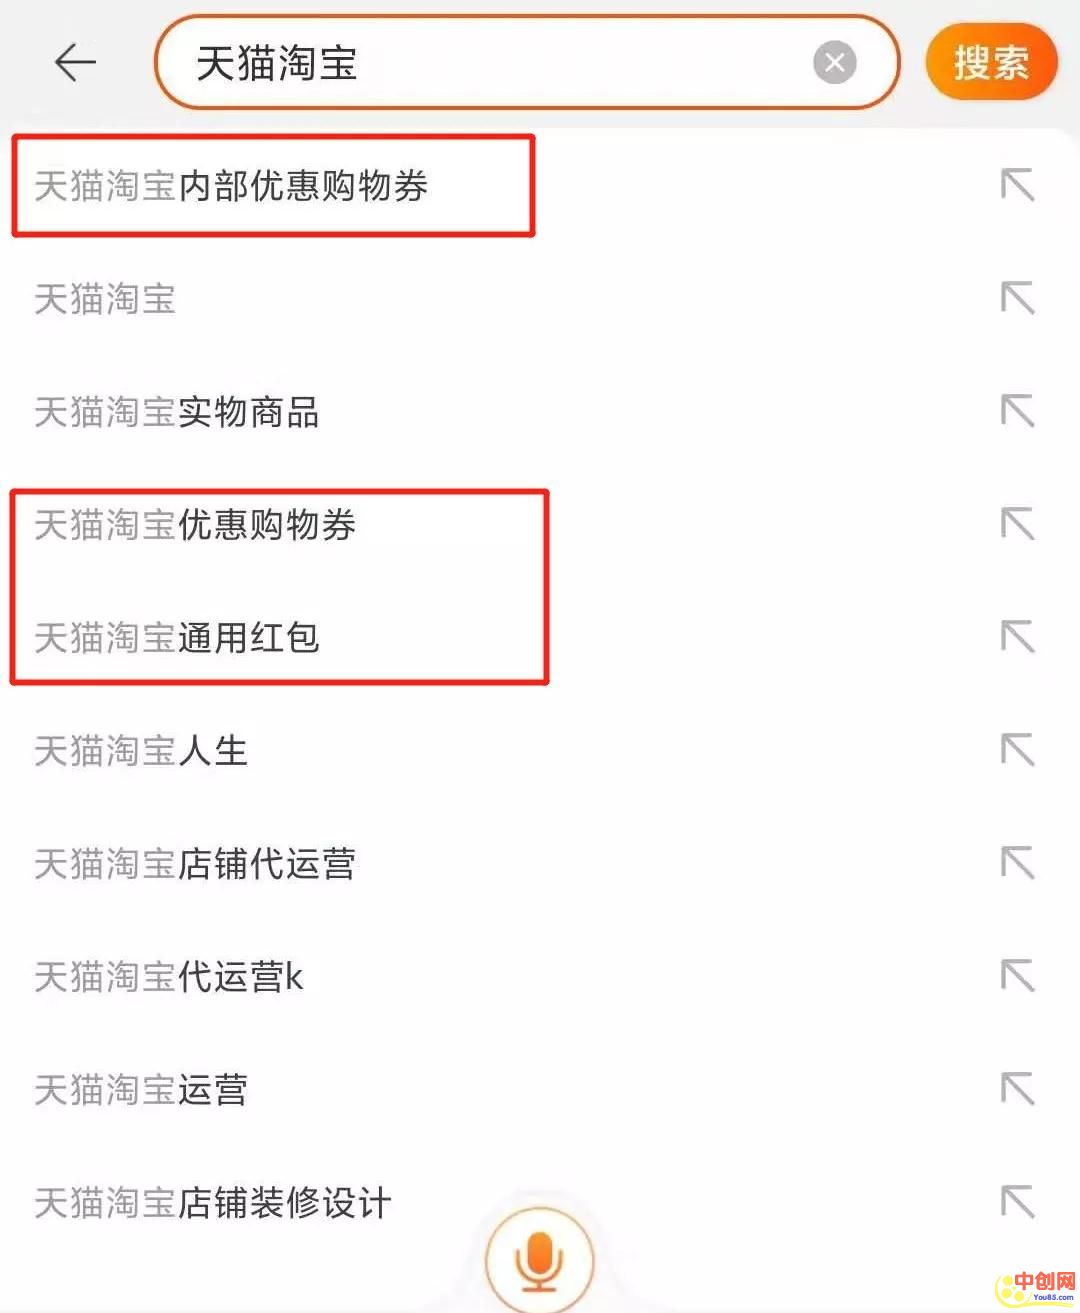 天猫淘宝
搜索
天猫淘宝内部优惠购物券
天猫淘宝
天猫淘宝实物商品
天猫淘宝优惠购物券
天猫淘宝通用红包
天猫淘宝人生
天猫淘宝店铺代运营
天猫淘宝代运营k
天猫淘宝运营
天猫淘宝店铺装修设计
中创网
You85.com